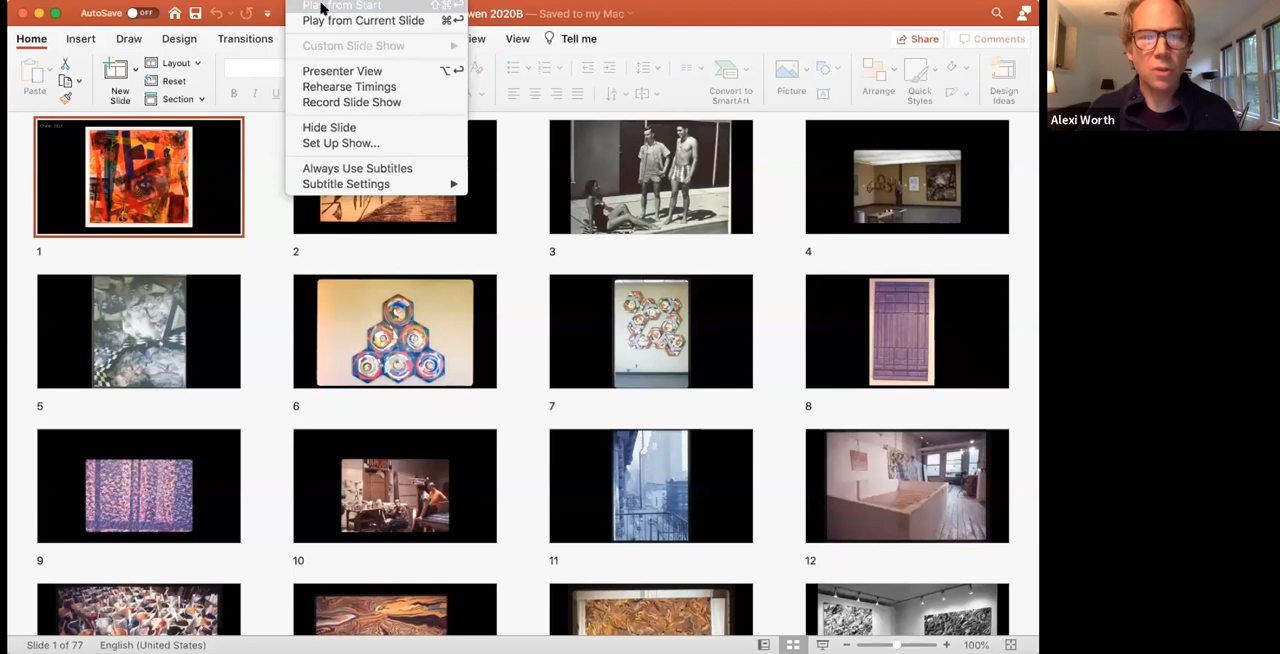 AutoSave OFF
wen 2020B — Saved to my Mac
Home Insert Draw Design Transitions
View Tell me
Share Comments
Paste
New Slide
Layout
Reset
Section
B I U
Convert to SmartArt
Picture
Arrange
Quick Styles
Design Ideas
Play from Start ⇧⌘↩
Play from Current Slide ⌘↩
Custom Slide Show
Presenter View ⌥↩
Rehearse Timings
Record Slide Show
Hide Slide
Set Up Show...
Always Use Subtitles
Subtitle Settings
Alexi Worth
1 2 3 4
5 6 7 8
9 10 11 12
Slide 1 of 77 English (United States)
100%